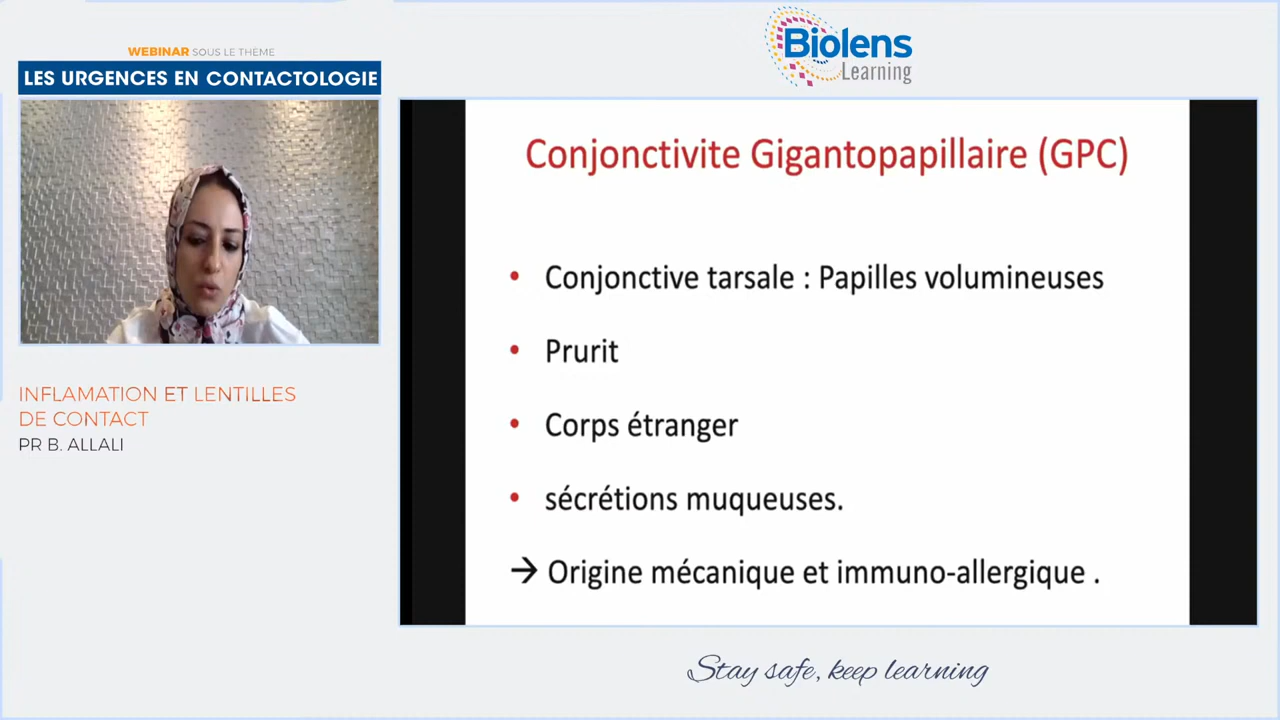 WEBINAR SOUS LE THEME
LES URGENCES EN CONTACTOLOGIE
INFLAMATION ET LENTILLES
DE CONTACT
PR B. ALLALI
Biolens
Learning
Conjonctivite Gigantopapillaire (GPC)
• Conjonctive tarsale : Papilles volumineuses
• Prurit
• Corps étranger
• sécrétions muqueuses.
→ Origine mécanique et immuno-allergique .
Stay safe, keep learning